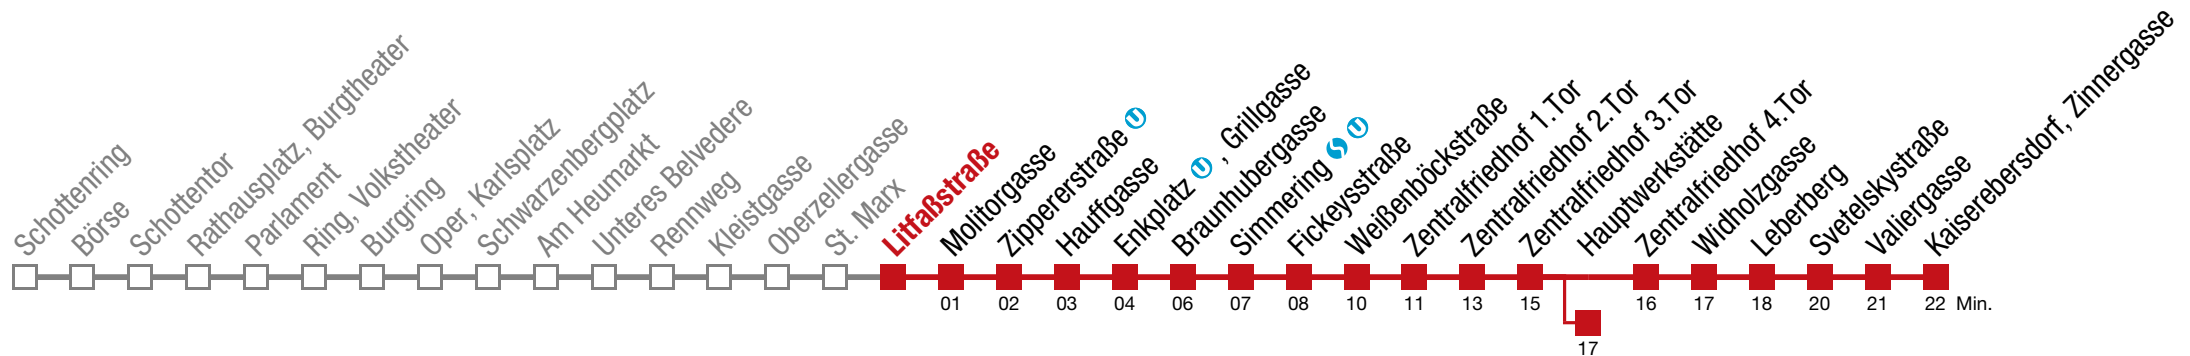 Schottenring
Börse
Schottentor
Rathausplatz, Burgtheater
Parlament
Ring, Volkstheater
Burgring
Oper, Karlsplatz
Schwarzenbergplatz
Am Heumarkt
Unteres Belvedere
Rennweg
Kleistgasse
Oberzellergasse
St. Marx
Litfaßstraße
Molitorgasse
Zippererstraße U
Hauffgasse
Enkplatz U , Grillgasse
Braunhubergasse
Simmering S U
Fickeysstraße
Weißenböckstraße
Zentralfriedhof 1.Tor
Zentralfriedhof 2.Tor
Zentralfriedhof 3.Tor
Hauptwerkstätte
Zentralfriedhof 4.Tor
Widholzgasse
Leberberg
Svetelskystraße
Valiergasse
Kaiserebersdorf, Zinnergasse
01 02 03 04 06 07 08 10 11 13 15 16 17 18 20 21 22 Min.
17